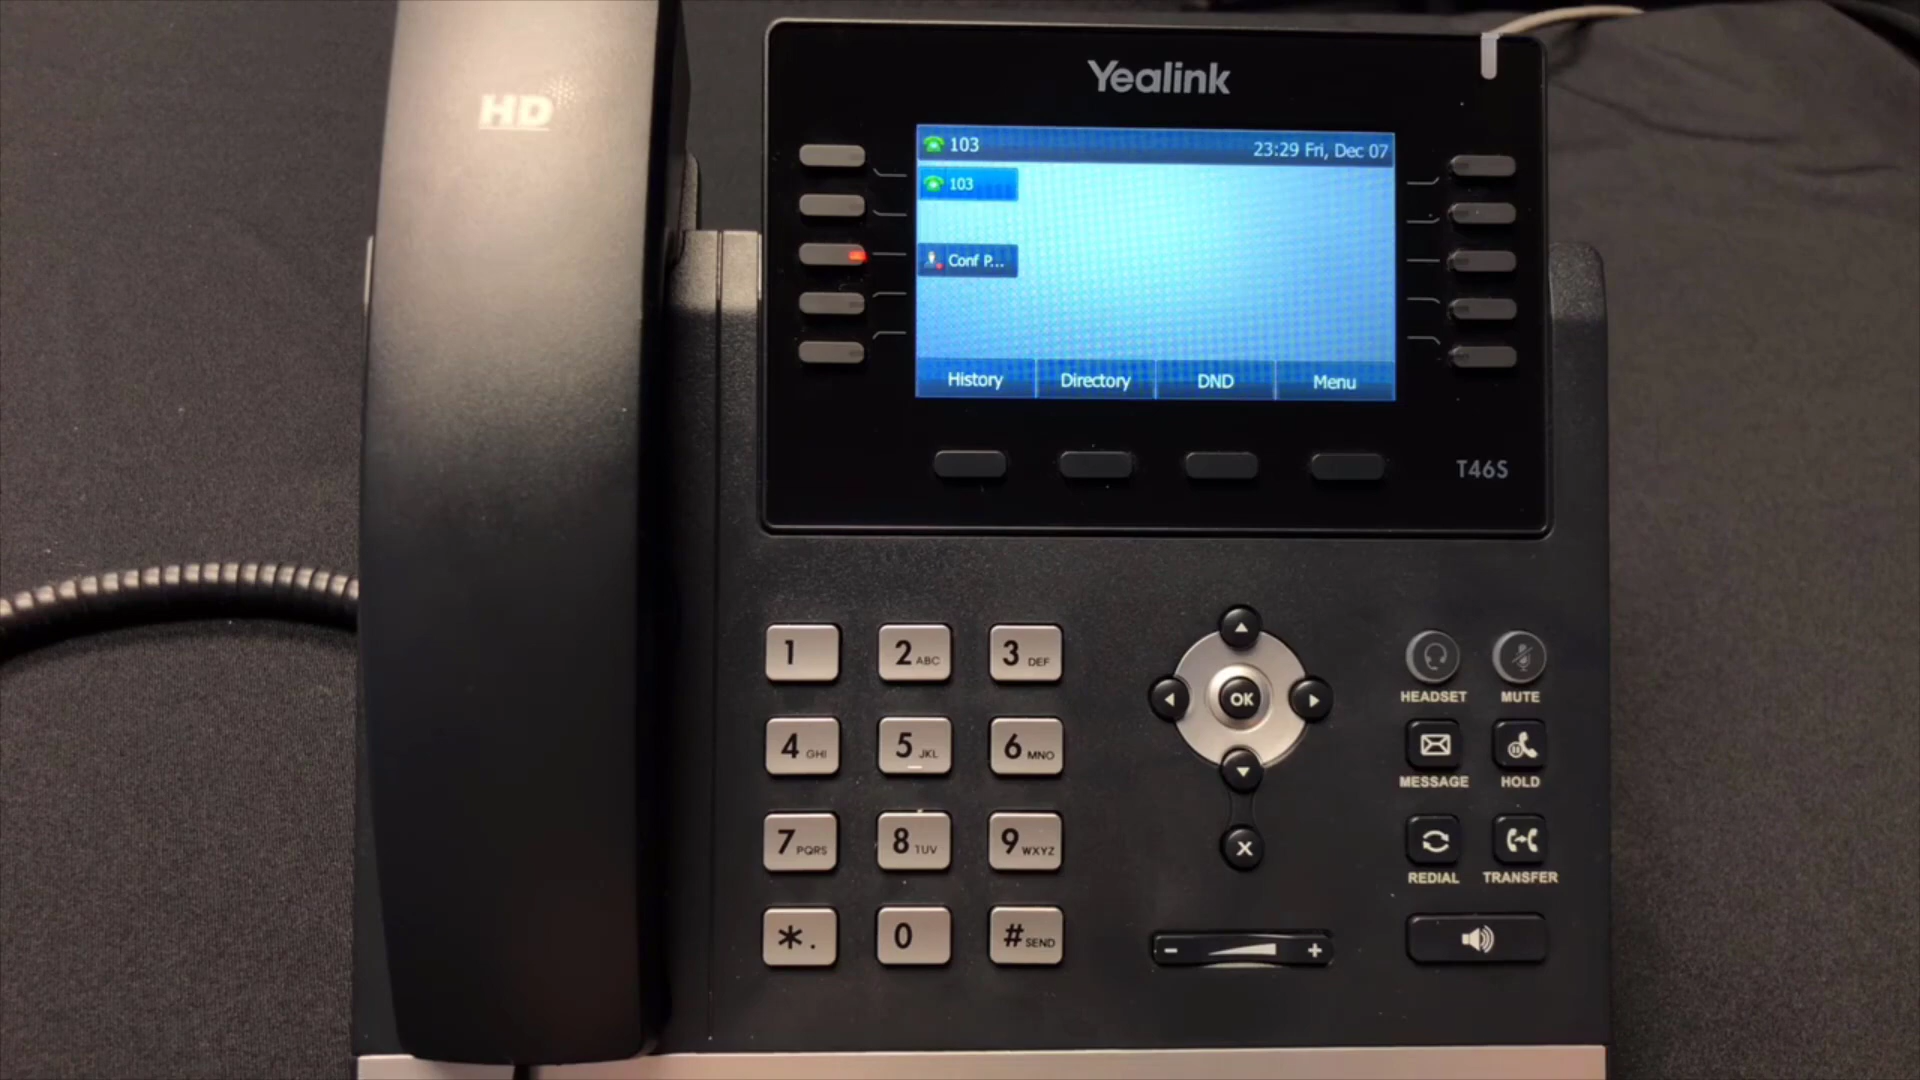 HD
Yealink
103
23:29 Fri, Dec 07
103
Conf P...
History
Directory
DND
Menu
T46S
1
2 ABC
3 DEF
4 GHI
5 JKL
6 MNO
7 PQRS
8 TUV
9 WXYZ
*.
0
# SEND
OK
X
HEADSET
MUTE
MESSAGE
HOLD
REDIAL
TRANSFER
- +